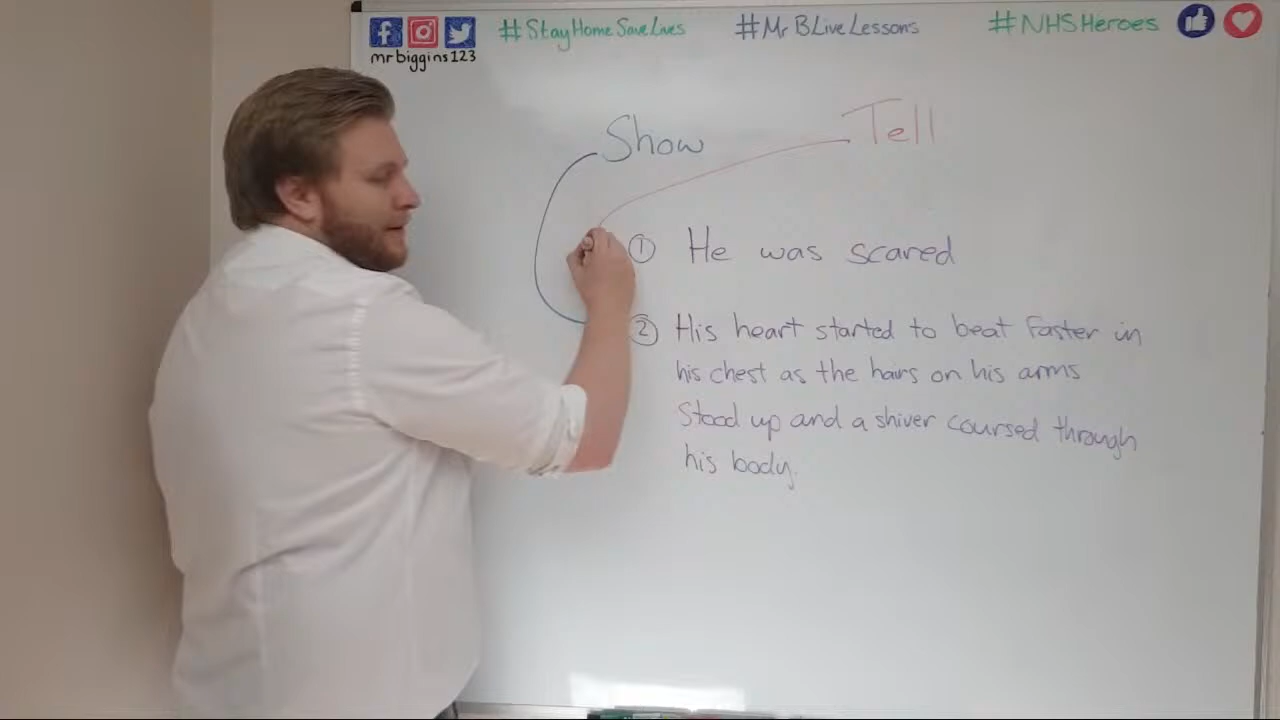 #StayHomeSaveLives #MrBLiveLessons #NHSHeroes
mrbiggins123
Show Tell
1 He was scared
2 His heart started to beat faster in
his chest as the hairs on his arms
Stood up and a shiver coursed through
his body.